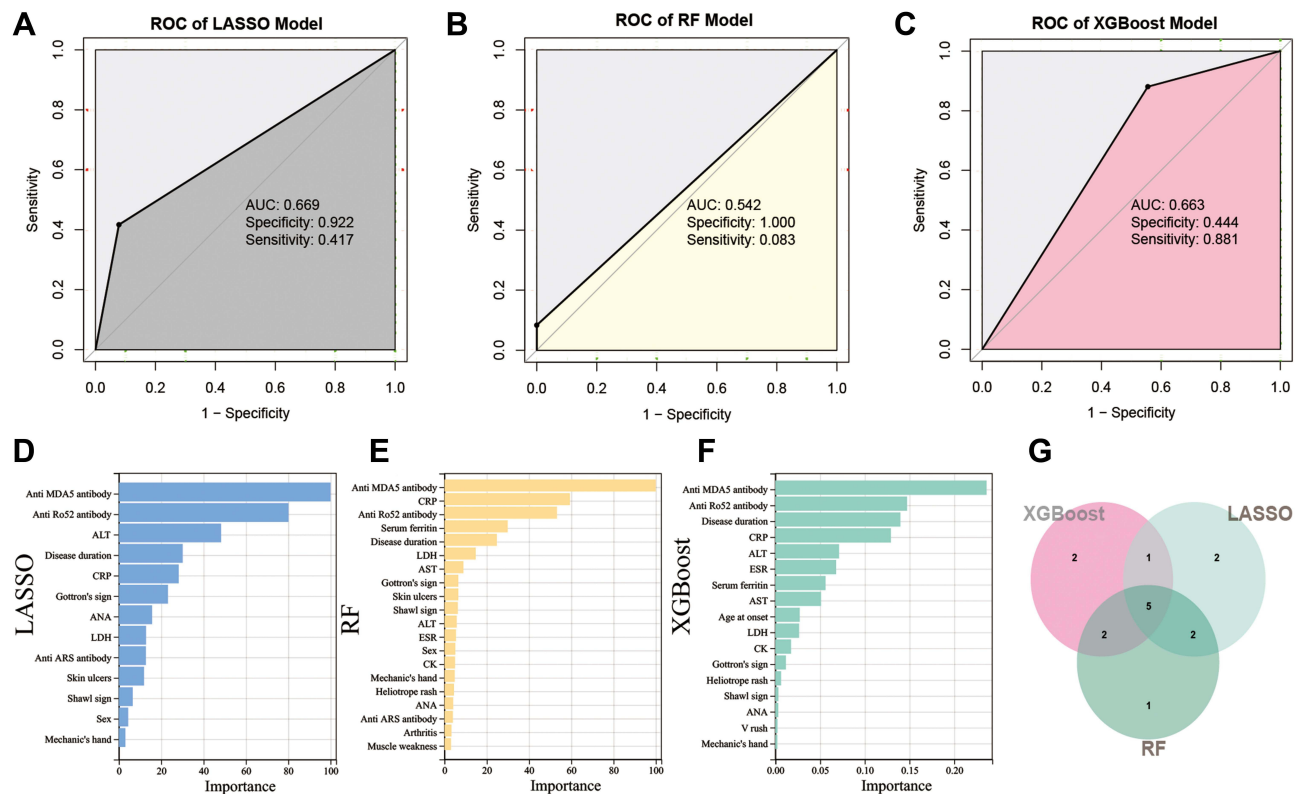 A
ROC of LASSO Model
Sensitivity
1.0
0.8
0.6
0.4
0.2
0.0
AUC: 0.669
Specificity: 0.922
Sensitivity: 0.417
0.0 0.2 0.4 0.6 0.8 1.0
1 − Specificity
B
ROC of RF Model
Sensitivity
1.0
0.8
0.6
0.4
0.2
0.0
AUC: 0.542
Specificity: 1.000
Sensitivity: 0.083
0.0 0.2 0.4 0.6 0.8 1.0
1 − Specificity
C
ROC of XGBoost Model
Sensitivity
1.0
0.8
0.6
0.4
0.2
0.0
AUC: 0.663
Specificity: 0.444
Sensitivity: 0.881
0.0 0.2 0.4 0.6 0.8 1.0
1 − Specificity
D
LASSO
Anti MDA5 antibody
Anti Ro52 antibody
ALT
Disease duration
CRP
Gottron's sign
ANA
LDH
Anti ARS antibody
Skin ulcers
Shawl sign
Sex
Mechanic's hand
0 20 40 60 80 100
Importance
E
RF
Anti MDA5 antibody
CRP
Anti Ro52 antibody
Serum ferritin
Disease duration
LDH
AST
Gottron's sign
Skin ulcers
Shawl sign
ALT
ESR
Sex
CK
Mechanic's hand
Heliotrope rash
ANA
Anti ARS antibody
Arthritis
Muscle weakness
0 20 40 60 80 100
Importance
F
XGBoost
Anti MDA5 antibody
Anti Ro52 antibody
Disease duration
CRP
ALT
ESR
Serum ferritin
AST
Age at onset
LDH
CK
Gottron's sign
Heliotrope rash
Shawl sign
ANA
V rush
Mechanic's hand
0.00 0.05 0.10 0.15 0.20
Importance
G
XGBoost LASSO
2 1 2
5
2 2
1
RF